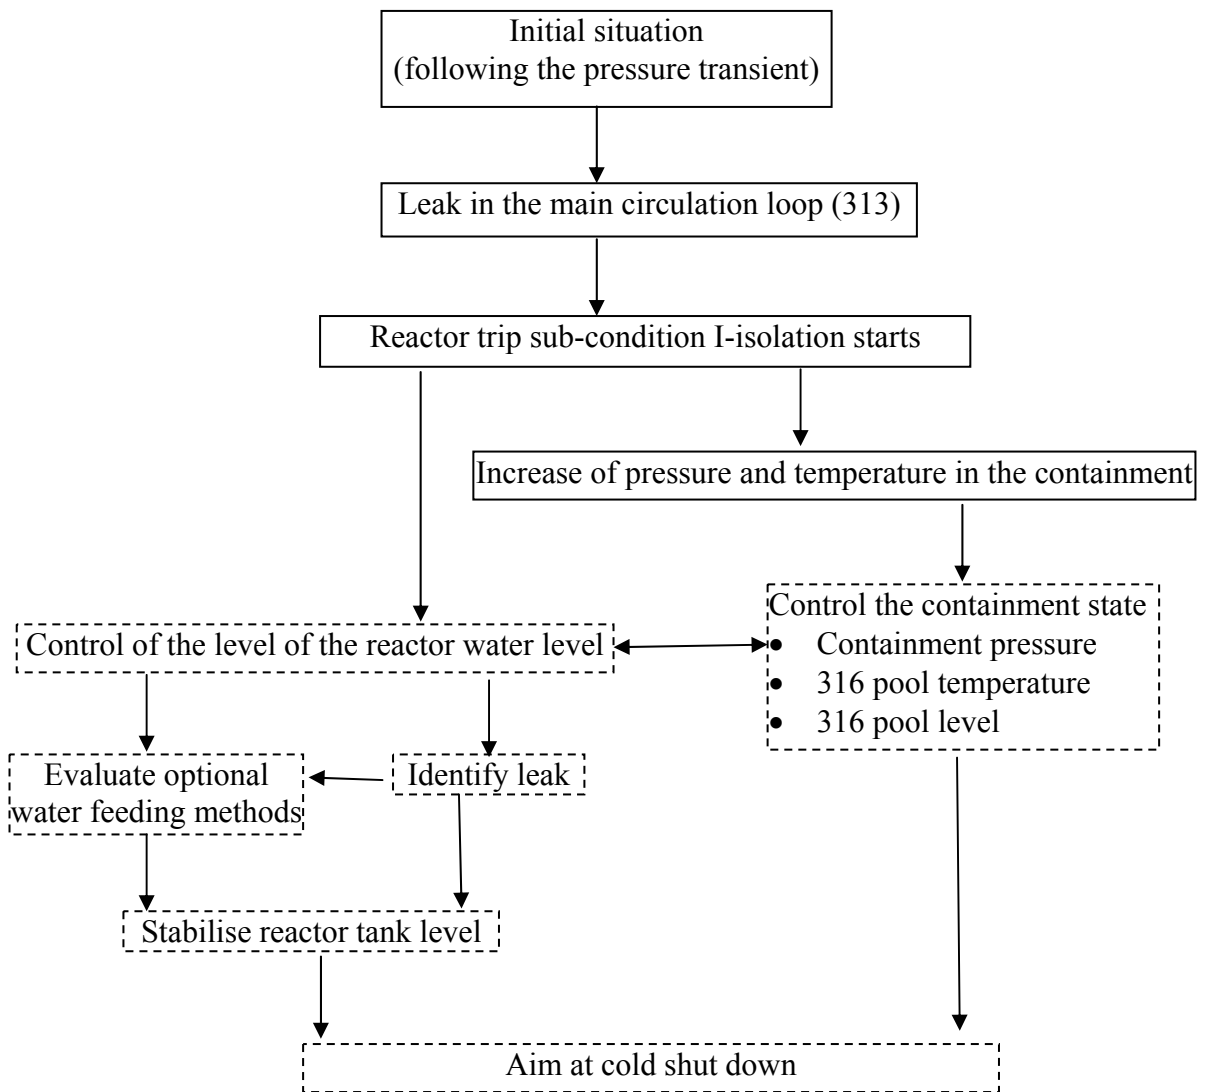 Initial situation
(following the pressure transient)
Leak in the main circulation loop (313)
Reactor trip sub-condition I-isolation starts
Increase of pressure and temperature in the containment
Control the containment state
• Containment pressure
• 316 pool temperature
• 316 pool level
Control of the level of the reactor water level
Evaluate optional
water feeding methods
Identify leak
Stabilise reactor tank level
Aim at cold shut down